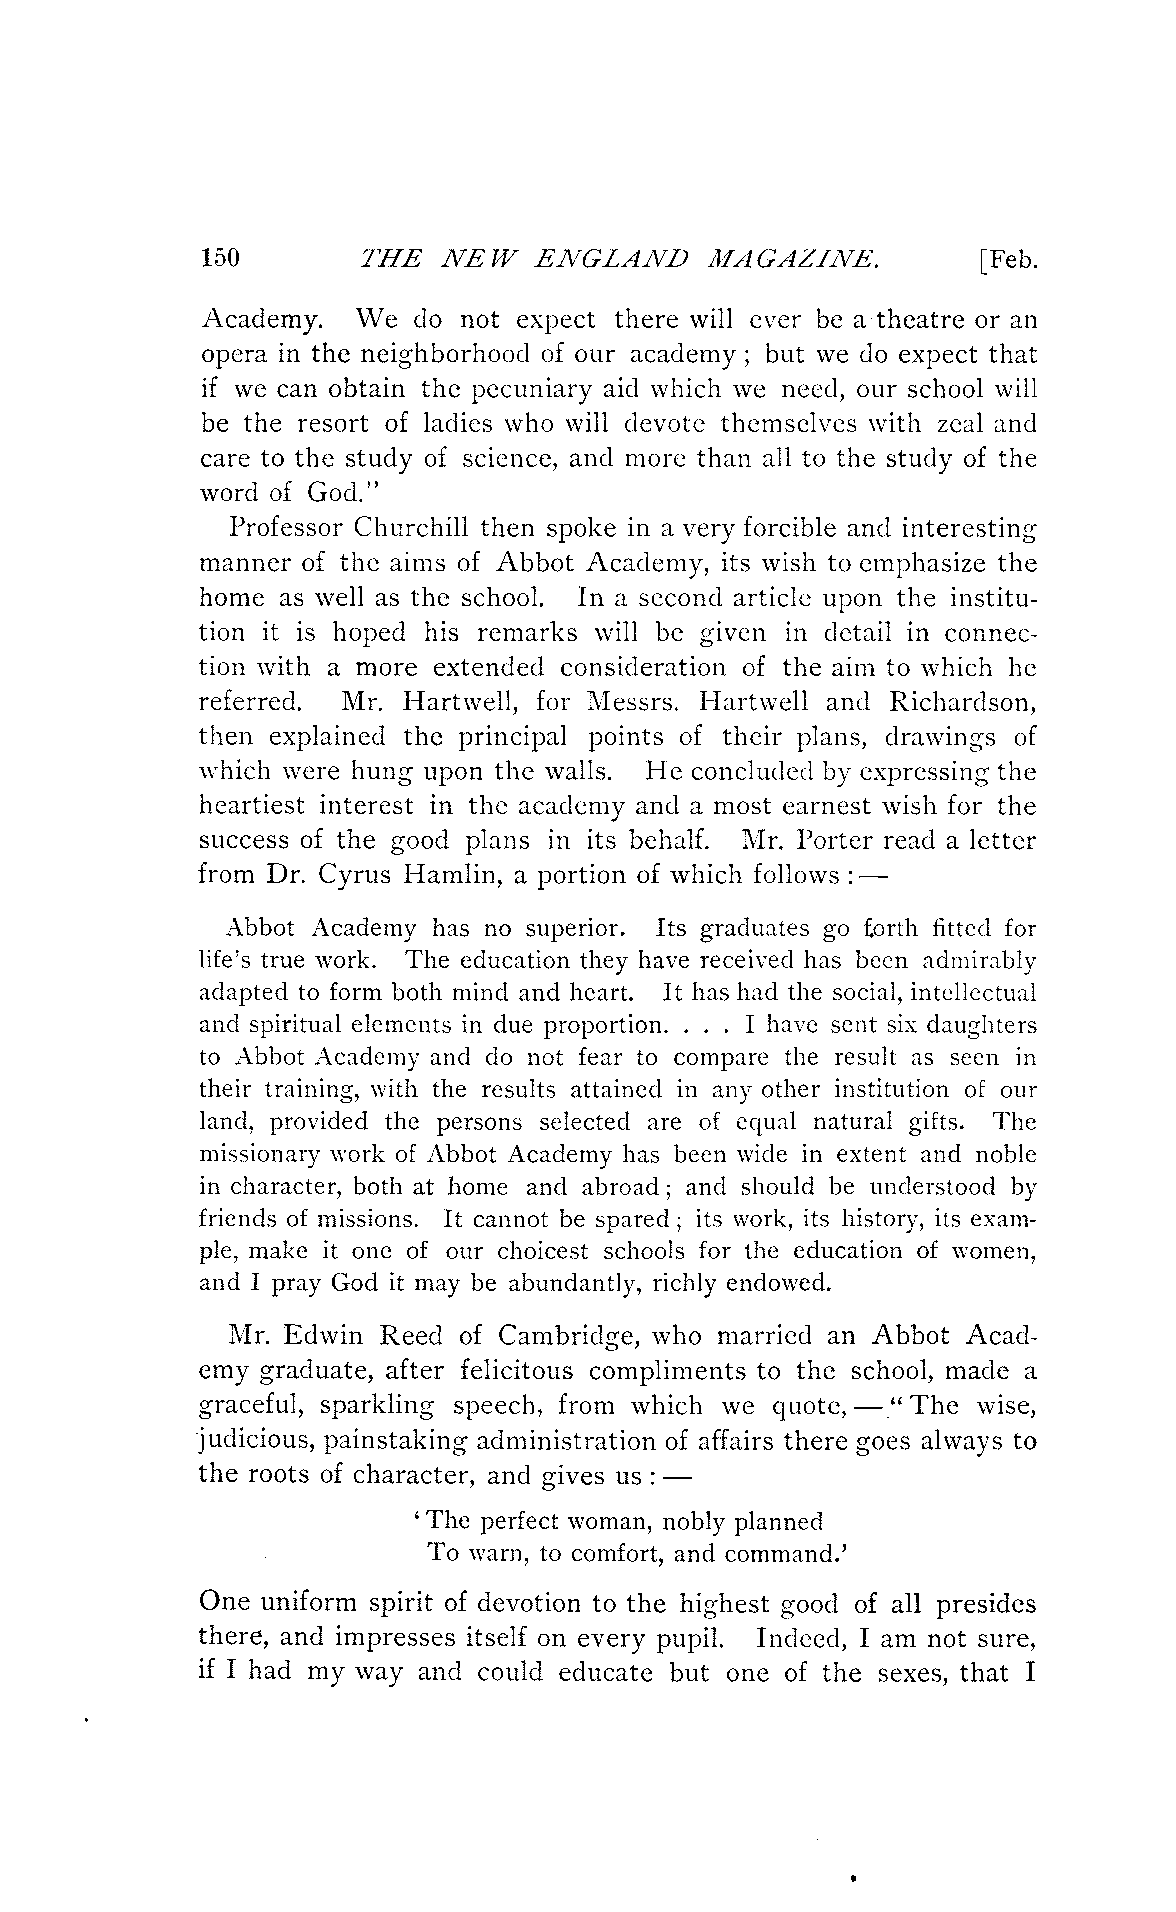 150 THE NEW ENGLAND MAGAZINE. [Feb.
Academy. We do not expect there will ever be a theatre or an
opera in the neighborhood of our academy ; but we do expect that
if we can obtain the pecuniary aid which we need, our school will
be the resort of ladies who will devote themselves with zeal and
care to the study of science, and more than all to the study of the
word of God."
Professor Churchill then spoke in a very forcible and interesting
manner of the aims of Abbot Academy, its wish to emphasize the
home as well as the school. In a second article upon the institu-
tion it is hoped his remarks will be given in detail in connec-
tion with a more extended consideration of the aim to which he
referred. Mr. Hartwell, for Messrs. Hartwell and Richardson,
then explained the principal points of their plans, drawings of
which were hung upon the walls. He concluded by expressing the
heartiest interest in the academy and a most earnest wish for the
success of the good plans in its behalf. Mr. Porter read a letter
from Dr. Cyrus Hamlin, a portion of which follows : —
Abbot Academy has no superior. Its graduates go forth fitted for
life's true work. The education they have received has been admirably
adapted to form both mind and heart. It has had the social, intellectual
and spiritual elements in due proportion. . . . I have sent six daughters
to Abbot Academy and do not fear to compare the result as seen in
their training, with the results attained in any other institution of our
land, provided the persons selected are of equal natural gifts. The
missionary work of Abbot Academy has been wide in extent and noble
in character, both at home and abroad ; and should be understood by
friends of missions. It cannot be spared ; its work, its history, its exam-
ple, make it one of our choicest schools for the education of women,
and I pray God it may be abundantly, richly endowed.
Mr. Edwin Reed of Cambridge, who married an Abbot Acad-
emy graduate, after felicitous compliments to the school, made a
graceful, sparkling speech, from which we quote, — " The wise,
judicious, painstaking administration of affairs there goes always to
the roots of character, and gives us : —
' The perfect woman, nobly planned
To warn, to comfort, and command.'
One uniform spirit of devotion to the highest good of all presides
there, and impresses itself on every pupil. Indeed, I am not sure,
if I had my way and could educate but one of the sexes, that I